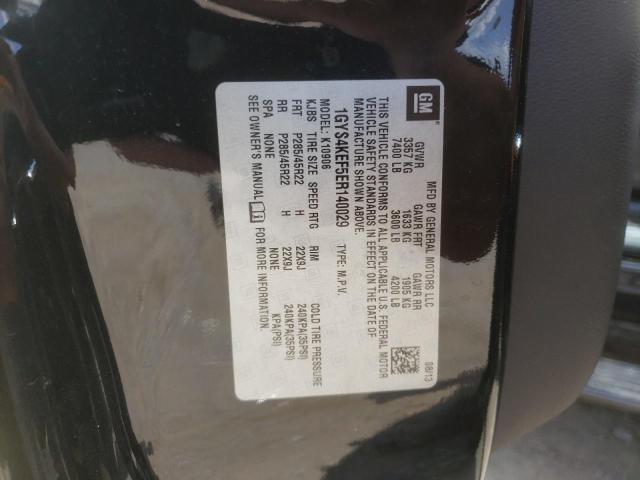 GM
MFD BY GENERAL MOTORS LLC
08/13
GVWR GAWR FRT GAWR RR
3357 KG 1633 KG 1905 KG
7400 LB 3600 LB 4200 LB
THIS VEHICLE CONFORMS TO ALL APPLICABLE U.S. FEDERAL MOTOR
VEHICLE SAFETY STANDARDS IN EFFECT ON THE DATE OF
MANUFACTURE SHOWN ABOVE.
1GYS4KEF5ER140029 TYPE: M.P.V.
MODEL: K10906
KJBS TIRE SIZE SPEED RTG RIM COLD TIRE PRESSURE
FRT P285/45R22 H 22X9J 240KPA(35PSI)
RR P285/45R22 H 22X9J 240KPA(35PSI)
SPA NONE NONE KPA(PSI)
SEE OWNER'S MANUAL FOR MORE INFORMATION.